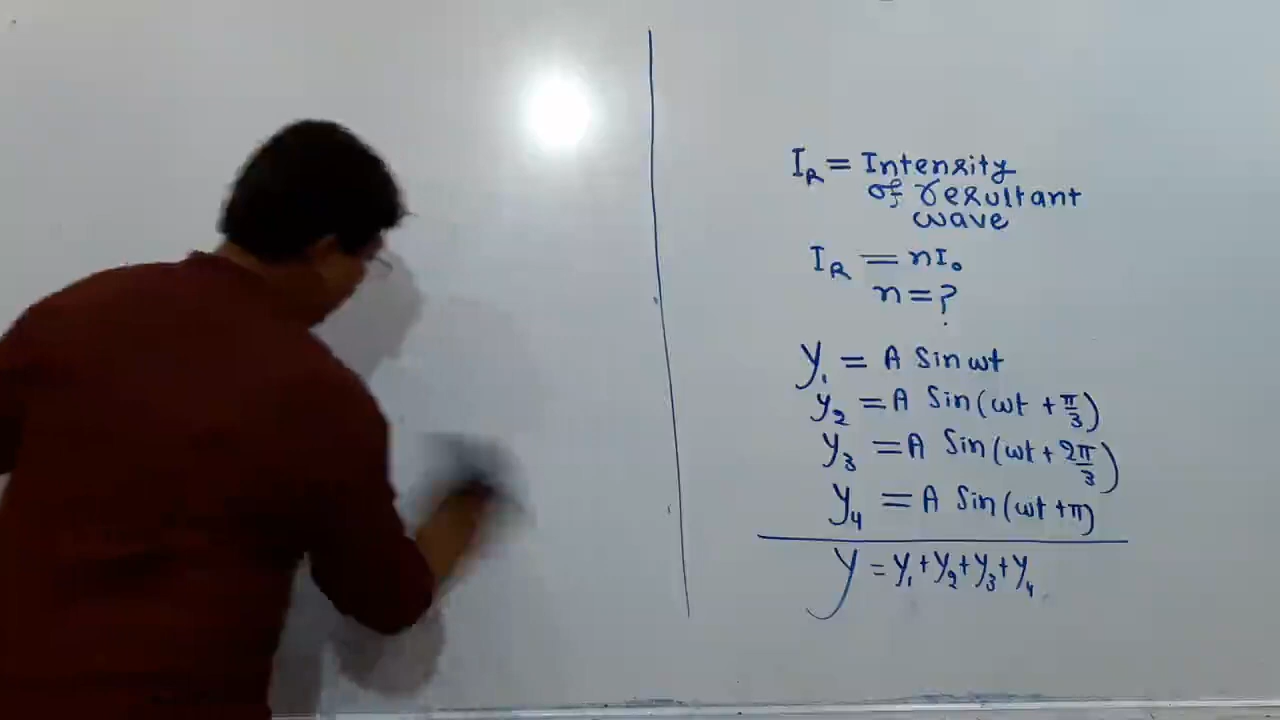 I_R = Intensity
of resultant
wave
I_R = nI₀
n = ?
y₁ = A Sin ωt
y₂ = A Sin(ωt + π/3)
y₃ = A Sin(ωt + 2π/3)
y₄ = A Sin(ωt + π)
y = y₁ + y₂ + y₃ + y₄